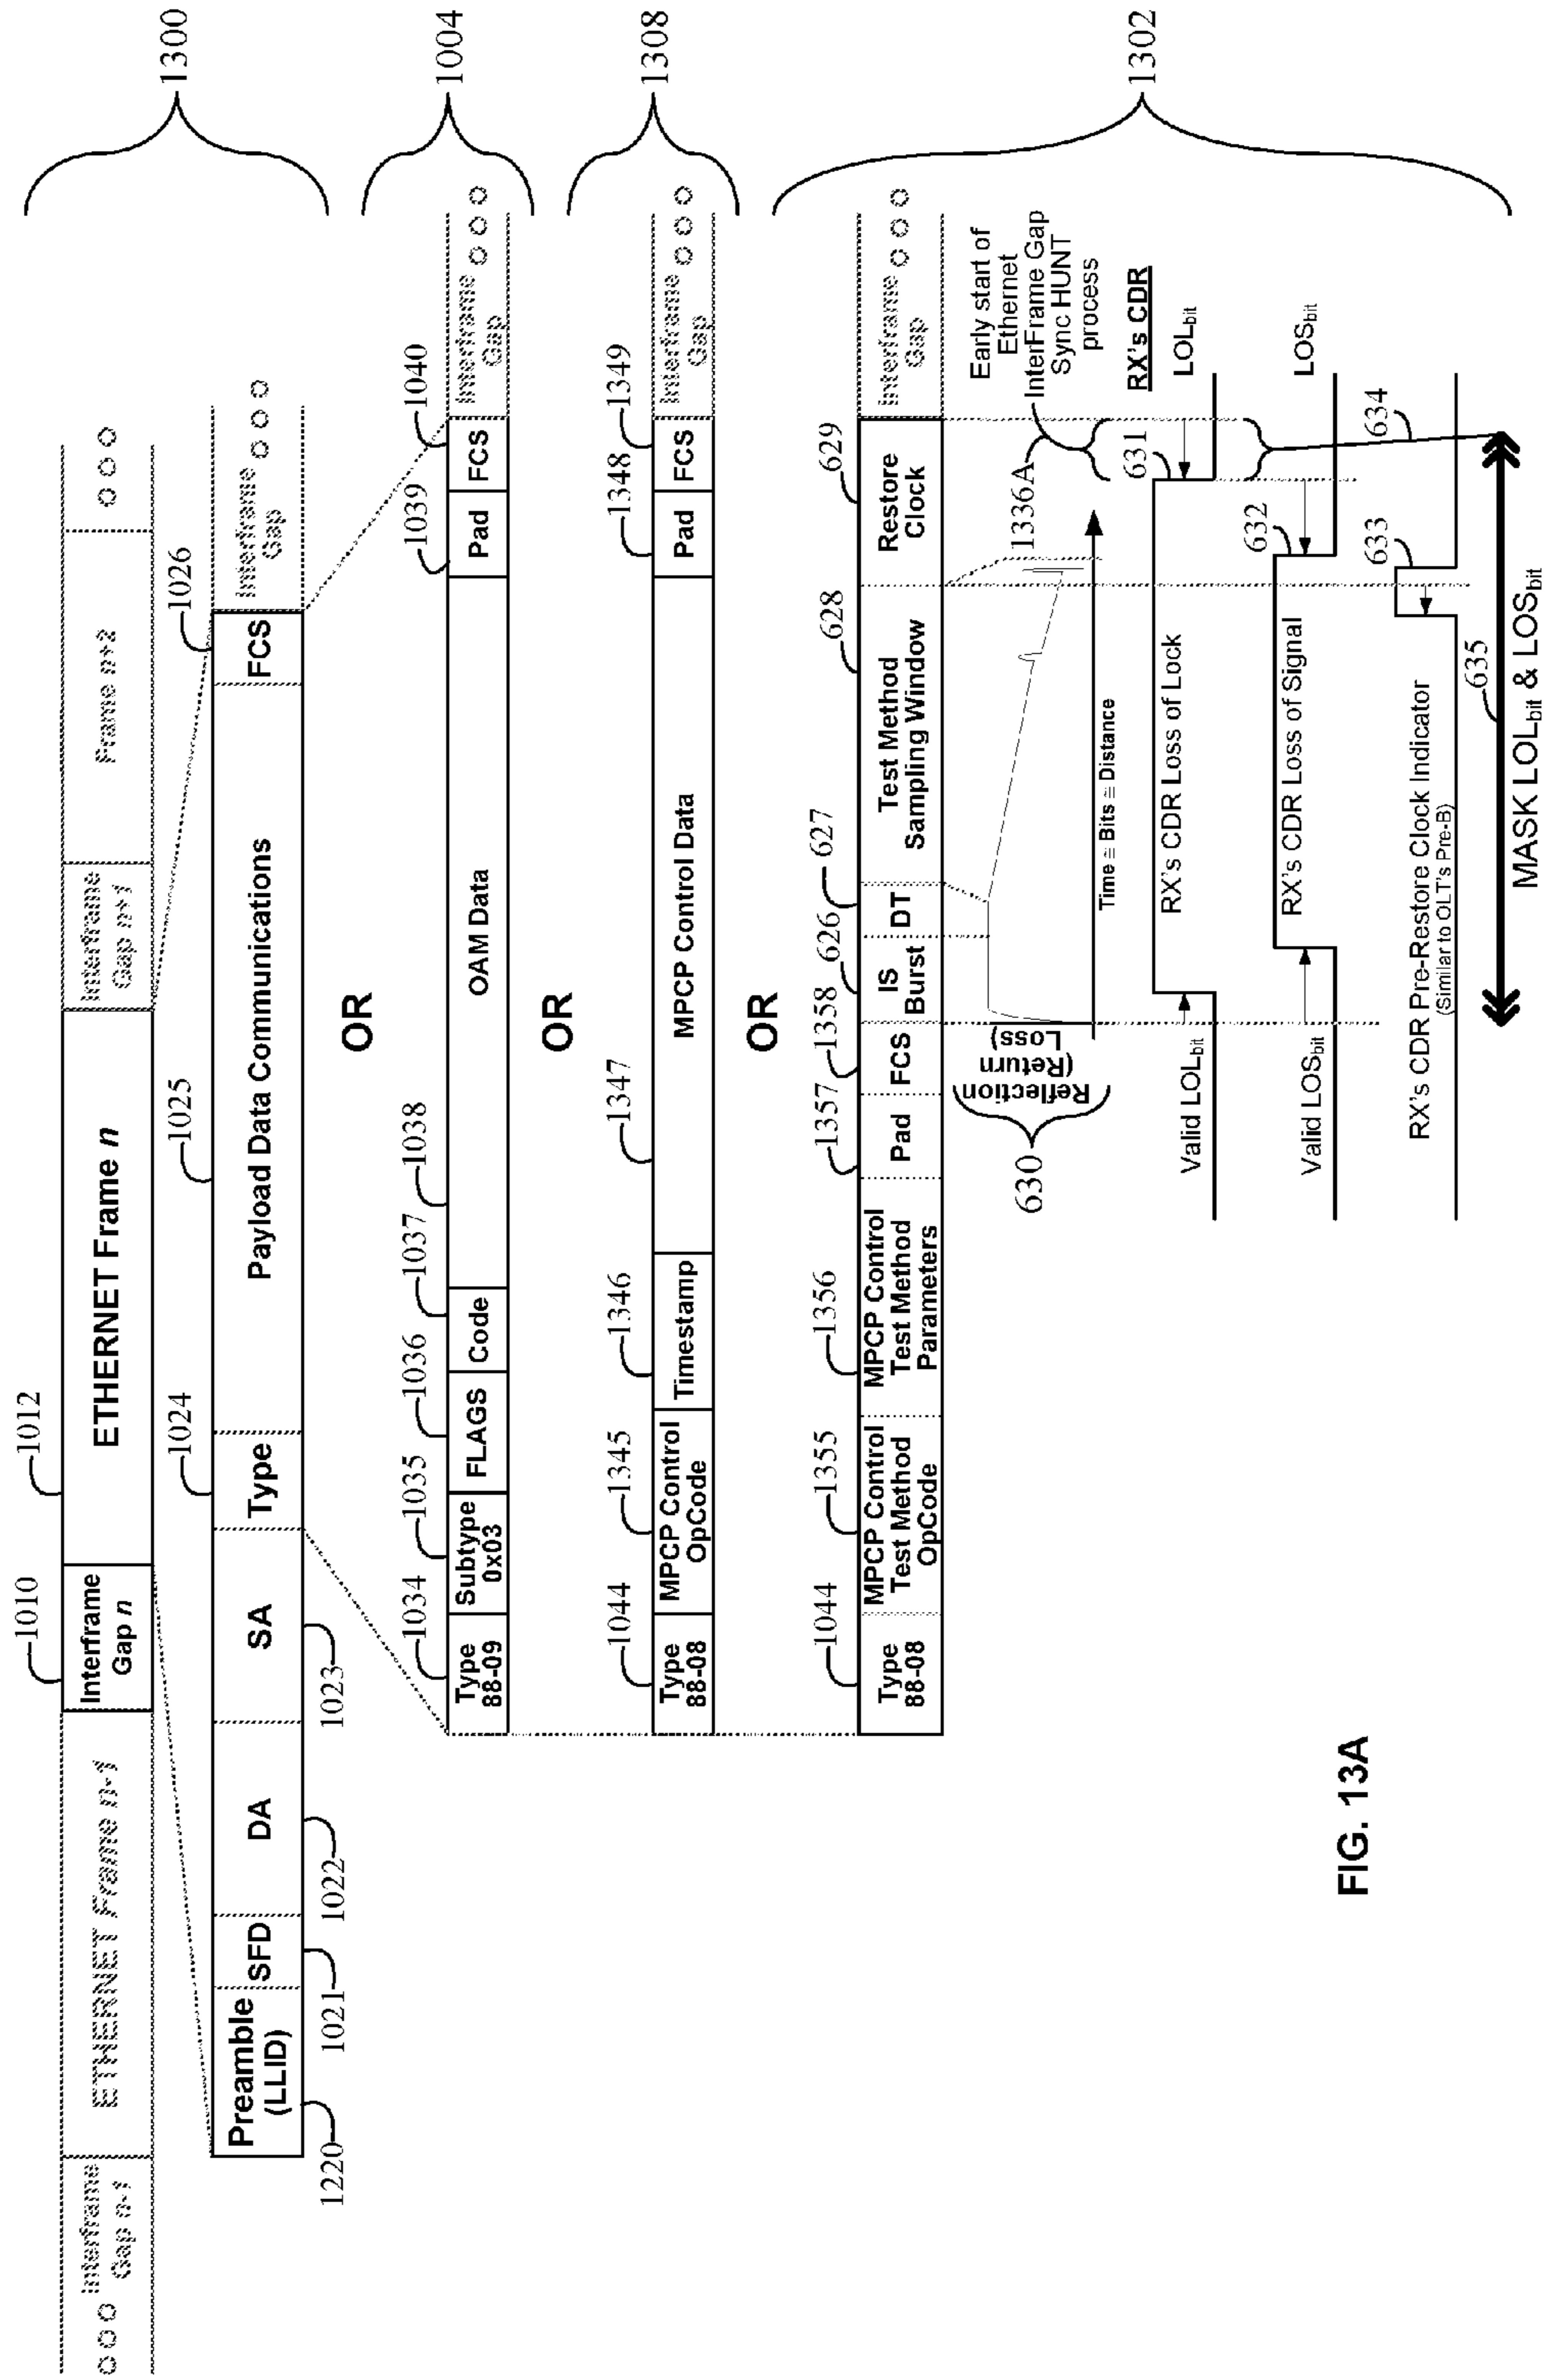 1010
1012
Interframe
Gap n-1
ETHERNET Frame n-1
Interframe
Gap n
ETHERNET Frame n
Interframe
Gap n+1
Frame n+2
1300
1024
1025
1026
Preamble
(LLID)
SFD
DA
SA
Type
Payload Data Communications
FCS
Interframe
Gap
1220
1021
1022
1023
OR
1034
1035
1036
1037
1038
1039
1040
Type
88-09
Subtype
0x03
FLAGS
Code
OAM Data
Pad
FCS
Interframe
Gap
1004
OR
1044
1345
1346
1347
1348
1349
Type
88-08
MPCP Control
OpCode
Timestamp
MPCP Control Data
Pad
FCS
Interframe
Gap
1308
OR
1044
1355
1356
1357
1358
626
627
628
629
Type
88-08
MPCP Control
Test Method
OpCode
MPCP Control
Test Method
Parameters
Pad
FCS
IS
Burst
DT
Test Method
Sampling Window
Restore
Clock
Interframe
Gap
1302
630
Reflection
(Return
Loss)
Time ≅ Bits ≅ Distance
1336A
Early start of
Ethernet
InterFrame Gap
Sync HUNT
process
RX's CDR
Valid LOLbit
RX's CDR Loss of Lock
631
LOLbit
Valid LOSbit
RX's CDR Loss of Signal
632
LOSbit
RX's CDR Pre-Restore Clock Indicator
(Similar to OLT's Pre-B)
633
634
635
MASK LOLbit & LOSbit
FIG. 13A